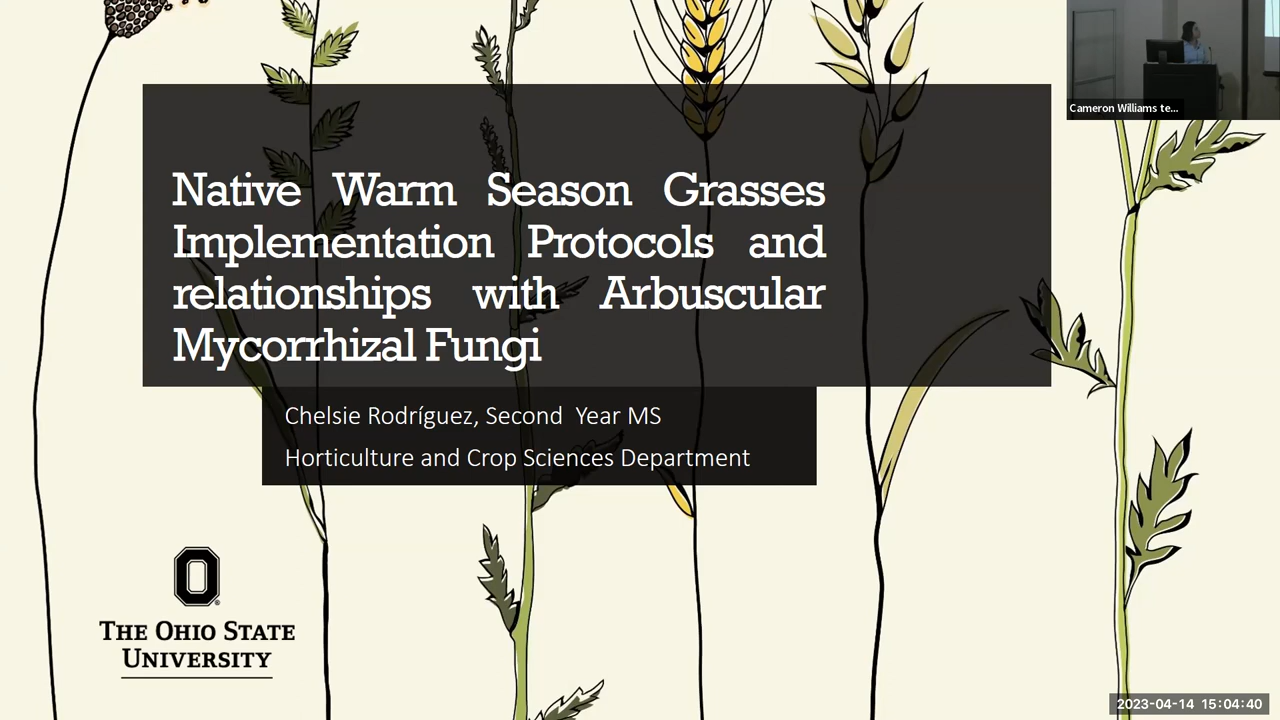 Cameron Williams te...
Native Warm Season Grasses
Implementation Protocols and
relationships with Arbuscular
Mycorrhizal Fungi
Chelsie Rodríguez, Second Year MS
Horticulture and Crop Sciences Department
THE OHIO STATE
UNIVERSITY
2023-04-14 15:04:40